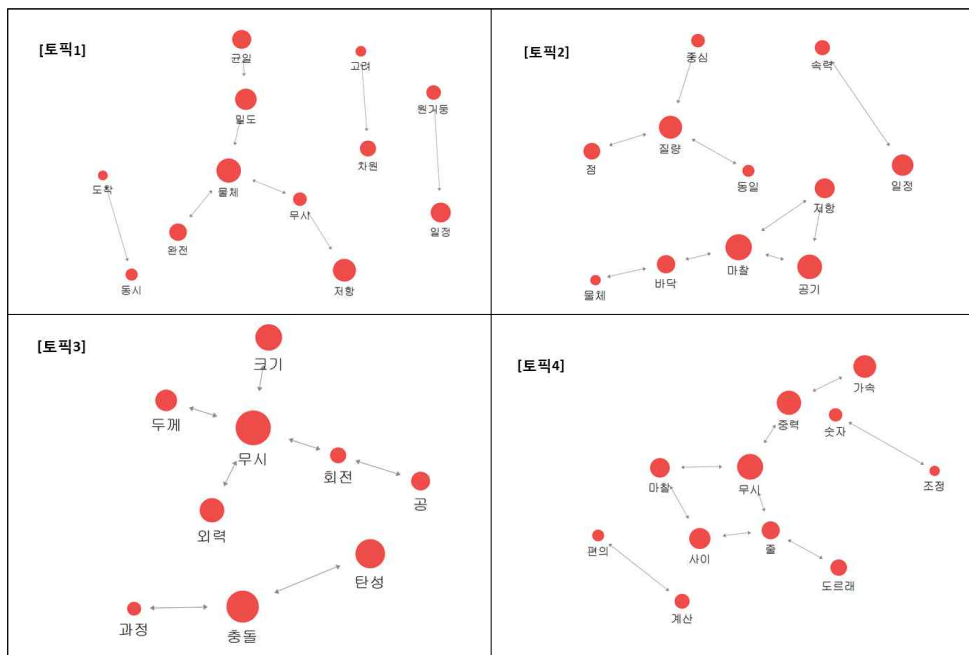 [토픽1]
균일
고려
원기둥
밀도
차원
도착
물체
무시
일정
완전
동시
저항
[토픽2]
중심
속력
질량
점
동일
일정
저항
마찰
바닥
공기
물체
[토픽3]
크기
두께
무시
회전
공
외력
탄성
과정
충돌
[토픽4]
가속
중력
숫자
마찰
무시
조정
편의
사이
줄
도르래
계산